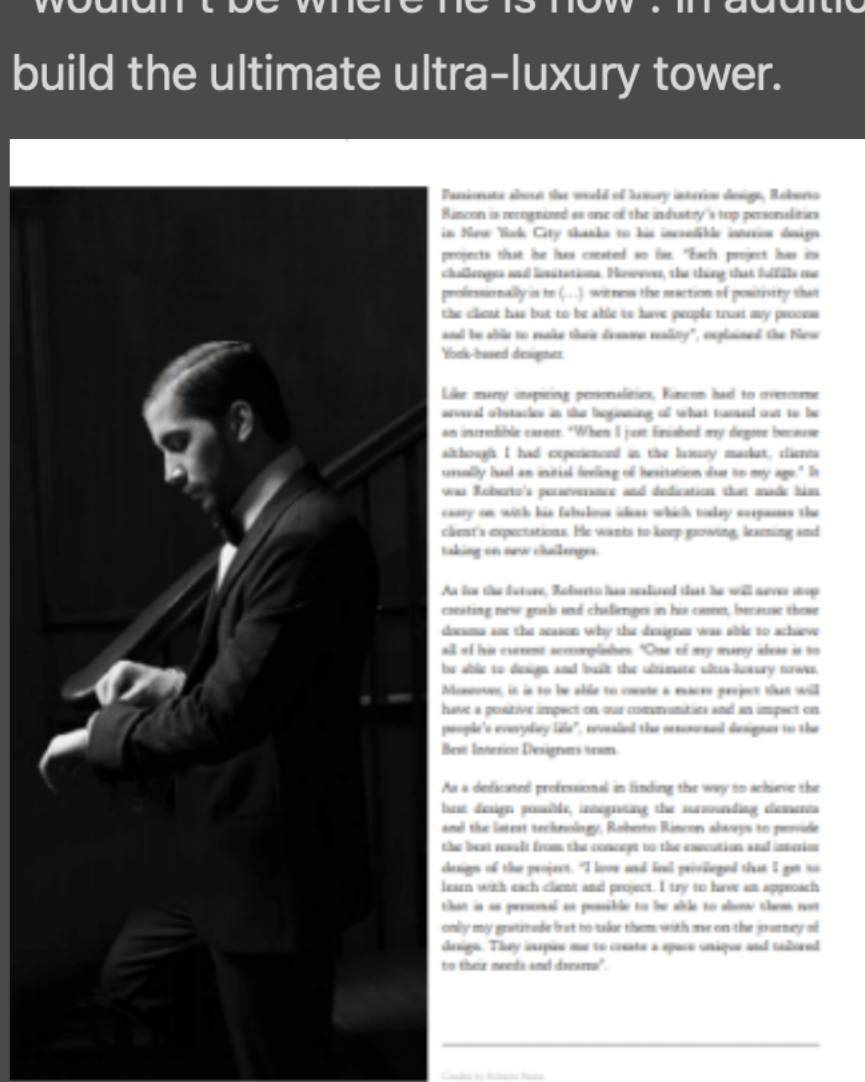 wouldn't be where he is now". In additio
build the ultimate ultra-luxury tower.
Passionate about the world of luxury interior design, Roberto
Rincon is recognized as one of the industry's top personalities
in New York City thanks to his incredible interior design
projects that he has created so far. "Each project has its
challenges and limitations. However, the thing that fulfills me
professionally is to (...) witness the reaction of positivity that
the client has but to be able to have people trust my process
and be able to make their dreams reality", explained the New
York-based designer.
Like many inspiring personalities, Rincon had to overcome
several obstacles in the beginning of what turned out to be
an incredible career. "When I just finished my degree because
although I had experienced in the luxury market, clients
usually had an initial feeling of hesitation due to my age." It
was Roberto's perseverance and dedication that made him
carry on with his fabulous ideas which today surpasses the
client's expectations. He wants to keep growing, learning and
taking on new challenges.
As for the future, Roberto has realized that he will never stop
creating new goals and challenges in his career, because those
dreams are the reason why the designer was able to achieve
all of his current accomplishes. "One of my many ideas is to
be able to design and built the ultimate ultra-luxury tower.
Moreover, it is to be able to create a macro project that will
have a positive impact on our communities and an impact on
people's everyday life", revealed the renowned designer to the
Best Interior Designers team.
As a dedicated professional in finding the way to achieve the
best design possible, integrating the surrounding elements
and the latest technology, Roberto Rincon always to provide
the best result from the concept to the execution and interior
design of the project. "I love and feel privileged that I get to
learn with each client and project. I try to have an approach
that is as personal as possible to be able to show them not
only my gratitude but to take them with me on the journey of
design. They inspire me to create a space unique and tailored
to their needs and dreams".
Credits by Roberto